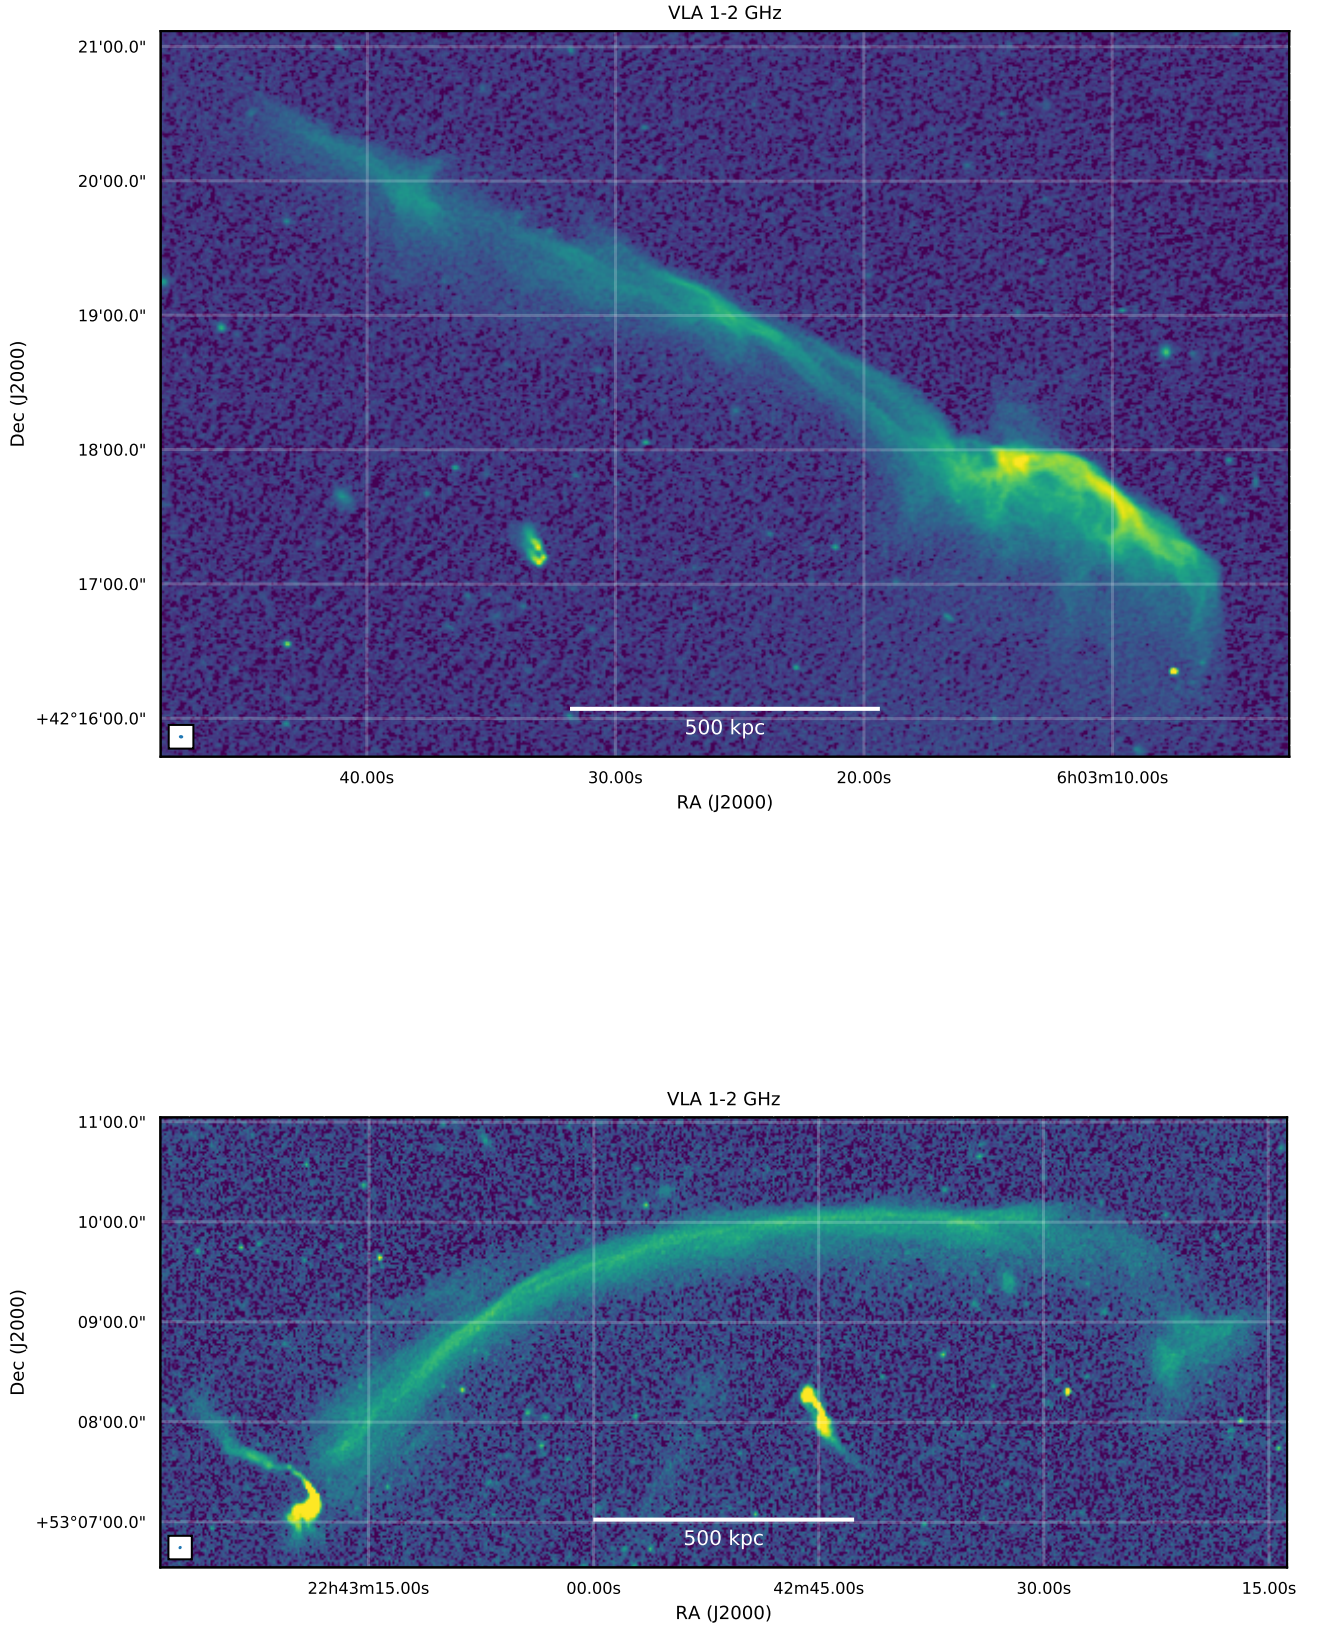 VLA 1-2 GHz
21'00.0"
20'00.0"
19'00.0"
18'00.0"
17'00.0"
+42°16'00.0"
Dec (J2000)
500 kpc
40.00s 30.00s 20.00s 6h03m10.00s
RA (J2000)
VLA 1-2 GHz
11'00.0"
10'00.0"
09'00.0"
08'00.0"
+53°07'00.0"
Dec (J2000)
500 kpc
22h43m15.00s 00.00s 42m45.00s 30.00s 15.00s
RA (J2000)